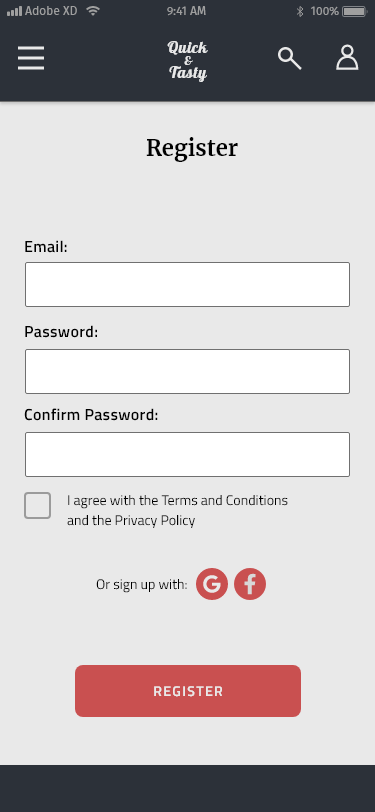 Adobe XD 9:41 AM 100%
Quick
&
Tasty
Register
Email:
Password:
Confirm Password:
I agree with the Terms and Conditions
and the Privacy Policy
Or sign up with: G f
REGISTER